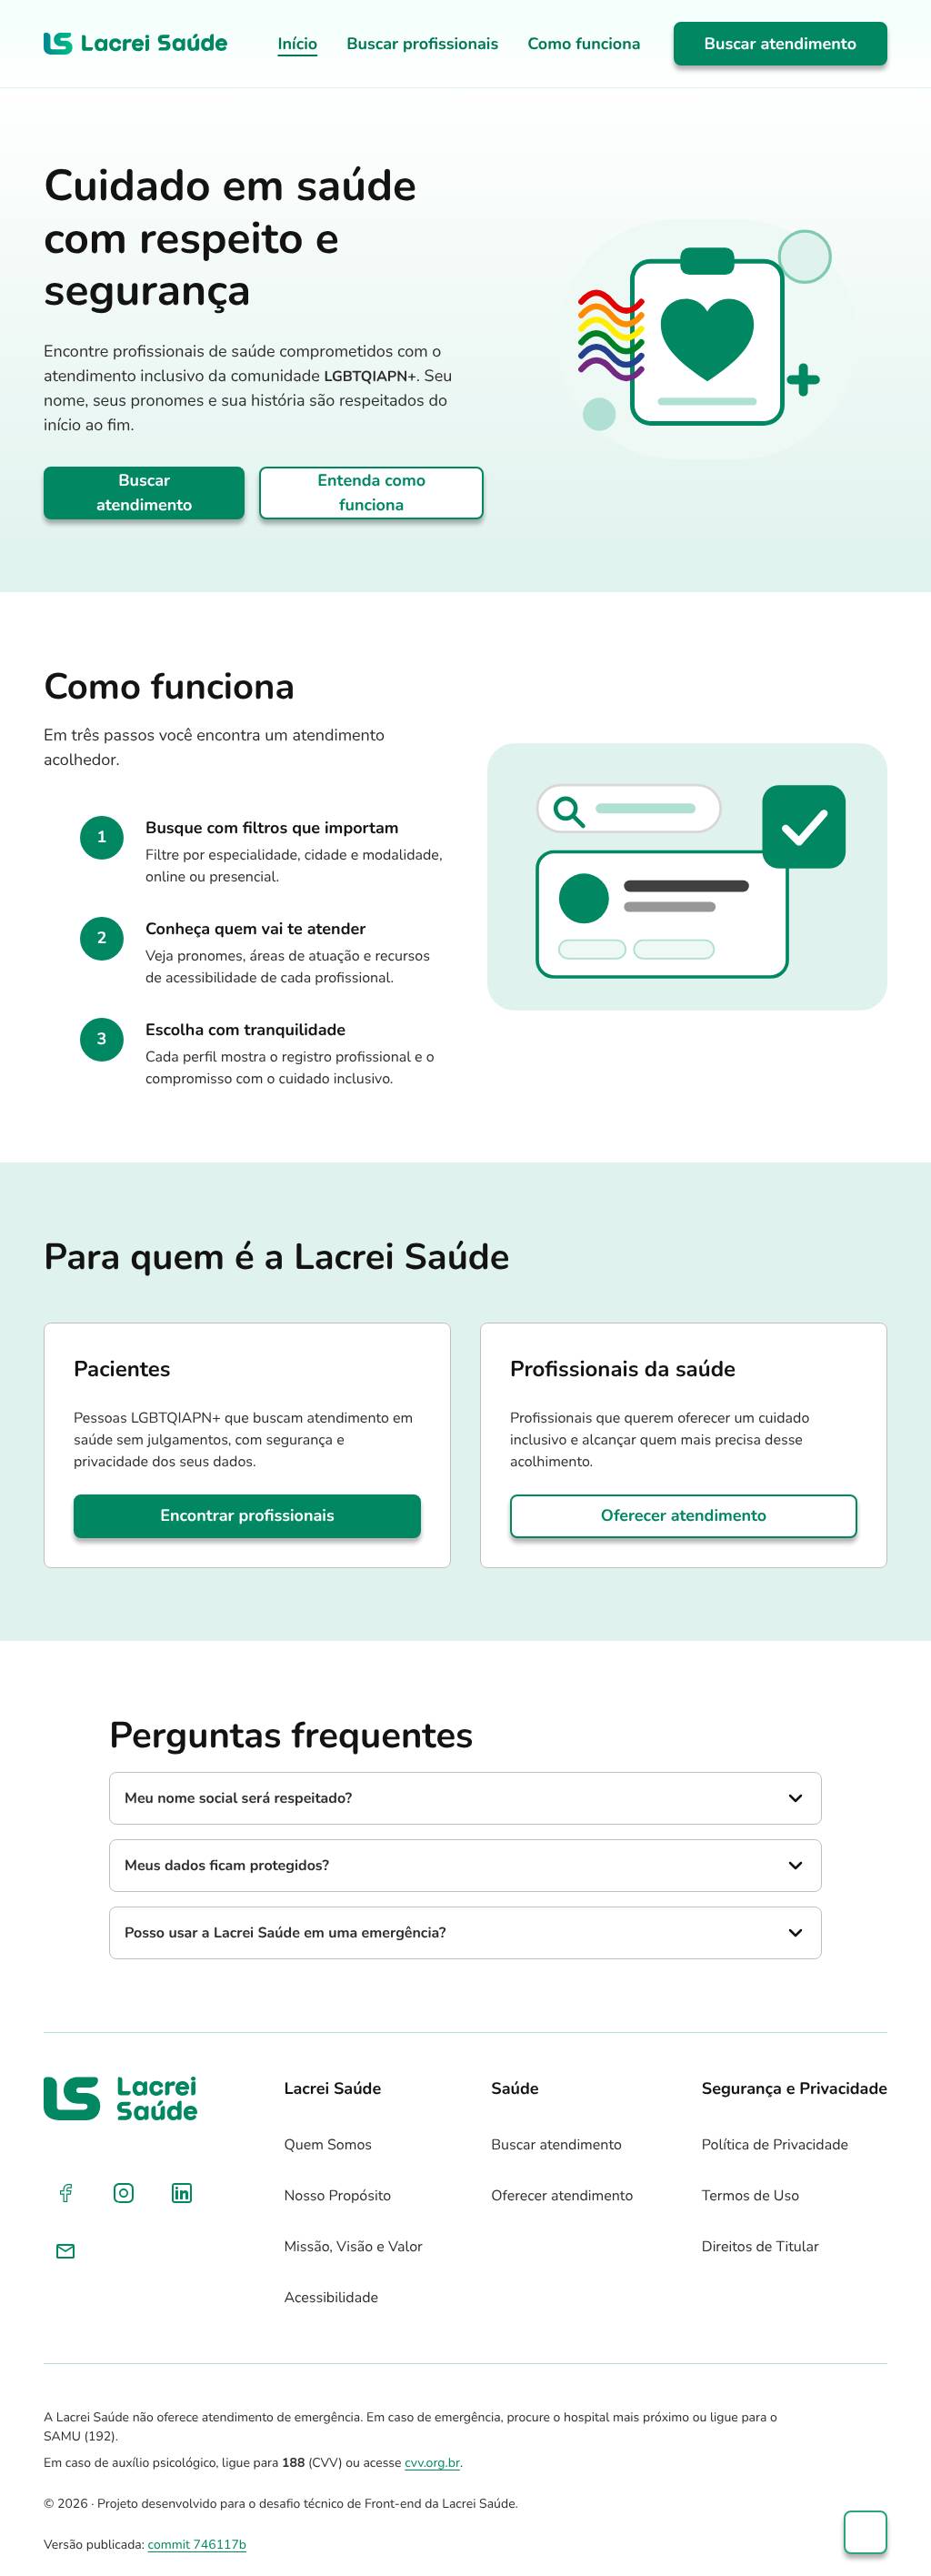 Lacrei Saúde
Início
Buscar profissionais
Como funciona
Buscar atendimento
Cuidado em saúde
com respeito e
segurança
Encontre profissionais de saúde comprometidos com o
atendimento inclusivo da comunidade LGBTQIAPN+. Seu
nome, seus pronomes e sua história são respeitados do
início ao fim.
Buscar
atendimento
Entenda como
funciona
Como funciona
Em três passos você encontra um atendimento
acolhedor.
1
Busque com filtros que importam
Filtre por especialidade, cidade e modalidade,
online ou presencial.
2
Conheça quem vai te atender
Veja pronomes, áreas de atuação e recursos
de acessibilidade de cada profissional.
3
Escolha com tranquilidade
Cada perfil mostra o registro profissional e o
compromisso com o cuidado inclusivo.
Para quem é a Lacrei Saúde
Pacientes
Pessoas LGBTQIAPN+ que buscam atendimento em
saúde sem julgamentos, com segurança e
privacidade dos seus dados.
Encontrar profissionais
Profissionais da saúde
Profissionais que querem oferecer um cuidado
inclusivo e alcançar quem mais precisa desse
acolhimento.
Oferecer atendimento
Perguntas frequentes
Meu nome social será respeitado?
Meus dados ficam protegidos?
Posso usar a Lacrei Saúde em uma emergência?
Lacrei
Saúde
Lacrei Saúde
Quem Somos
Nosso Propósito
Missão, Visão e Valor
Acessibilidade
Saúde
Buscar atendimento
Oferecer atendimento
Segurança e Privacidade
Política de Privacidade
Termos de Uso
Direitos de Titular
A Lacrei Saúde não oferece atendimento de emergência. Em caso de emergência, procure o hospital mais próximo ou ligue para o
SAMU (192).
Em caso de auxílio psicológico, ligue para 188 (CVV) ou acesse cvv.org.br.
© 2026 · Projeto desenvolvido para o desafio técnico de Front-end da Lacrei Saúde.
Versão publicada: commit 746117b